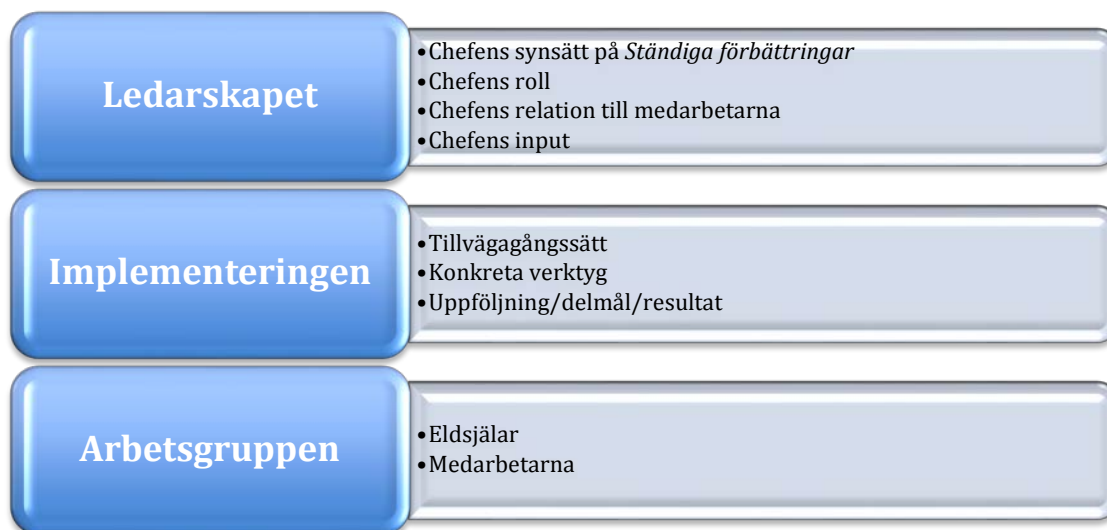 Ledarskapet
•Chefens synsätt på Ständiga förbättringar
•Chefens roll
•Chefens relation till medarbetarna
•Chefens input
Implementeringen
•Tillvägagångssätt
•Konkreta verktyg
•Uppföljning/delmål/resultat
Arbetsgruppen
•Eldsjälar
•Medarbetarna